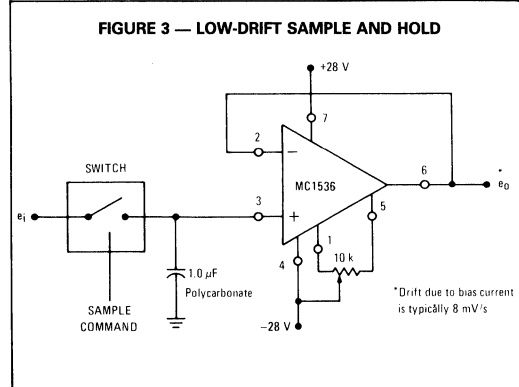 FIGURE 3 — LOW-DRIFT SAMPLE AND HOLD
+28 V
7
2
−
SWITCH
MC1536
6
*
eo
ei
3
+
5
1
4
10 k
1.0 µF
Polycarbonate
SAMPLE
COMMAND
−28 V
*Drift due to bias current
is typically 8 mV/s